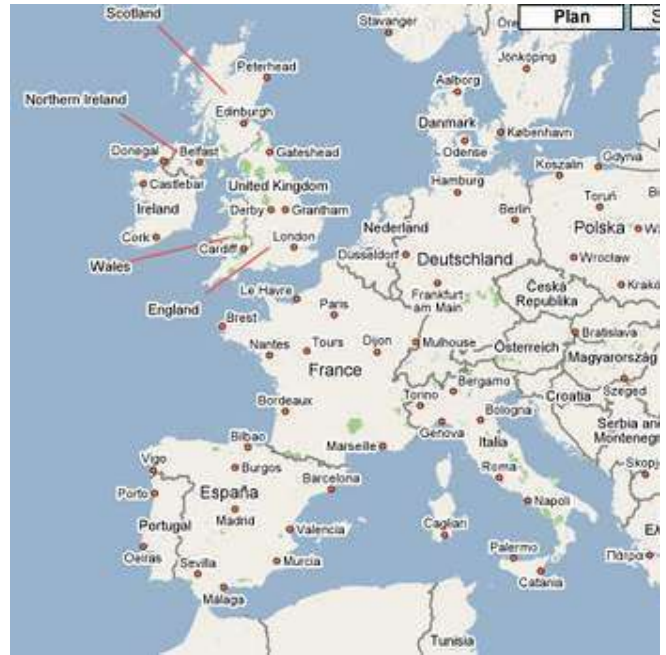 Scotland
Stavanger
Plan
S
Jönköping
Peterhead
Aalborg
Northern Ireland
Edinburgh
Danmark
København
Donegal
Belfast
Gateshead
Odense
Gdynia
Koszalin
Castlebar
United Kingdom
Hamburg
Toruń
Ireland
Derby
Grantham
Nederland
Berlin
Polska
Cork
Cardiff
London
Düsseldorf
Deutschland
Wrocław
Wales
Česká
Republika
Le Havre
Frankfurt
am Main
England
Paris
Brest
Bratislava
Nantes
Tours
Dijon
Mulhouse
Österreich
Magyarország
France
Bergamo
Szeged
Torino
Croatia
Bordeaux
Bologna
Genova
Serbia and
Montenegro
Bilbao
Marseille
Italia
Vigo
Burgos
Roma
Barcelona
Porto
España
Napoli
Madrid
Portugal
Valencia
Cagliari
Oeiras
Palermo
Πάτρα
Sevilla
Murcia
Catania
Málaga
Tunisia